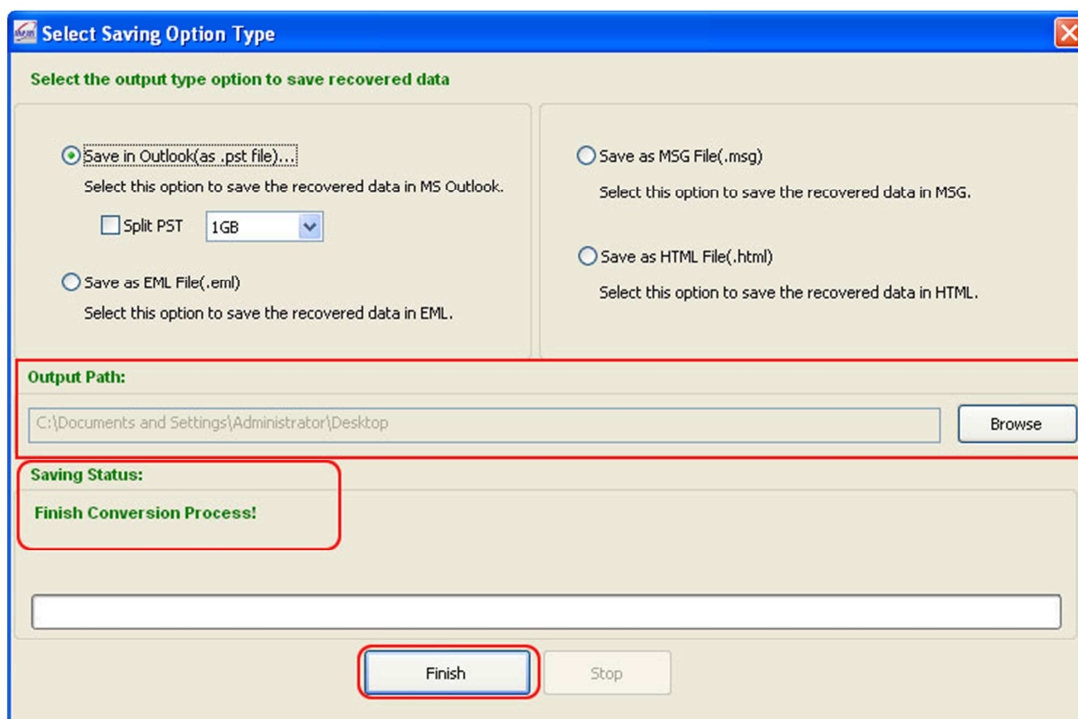 Select Saving Option Type
Select the output type option to save recovered data
Save in Outlook(as .pst file)...
Select this option to save the recovered data in MS Outlook.
Split PST
1GB
Save as EML File(.eml)
Select this option to save the recovered data in EML.
Save as MSG File(.msg)
Select this option to save the recovered data in MSG.
Save as HTML File(.html)
Select this option to save the recovered data in HTML.
Output Path:
C:\Documents and Settings\Administrator\Desktop
Browse
Saving Status:
Finish Conversion Process!
Finish
Stop